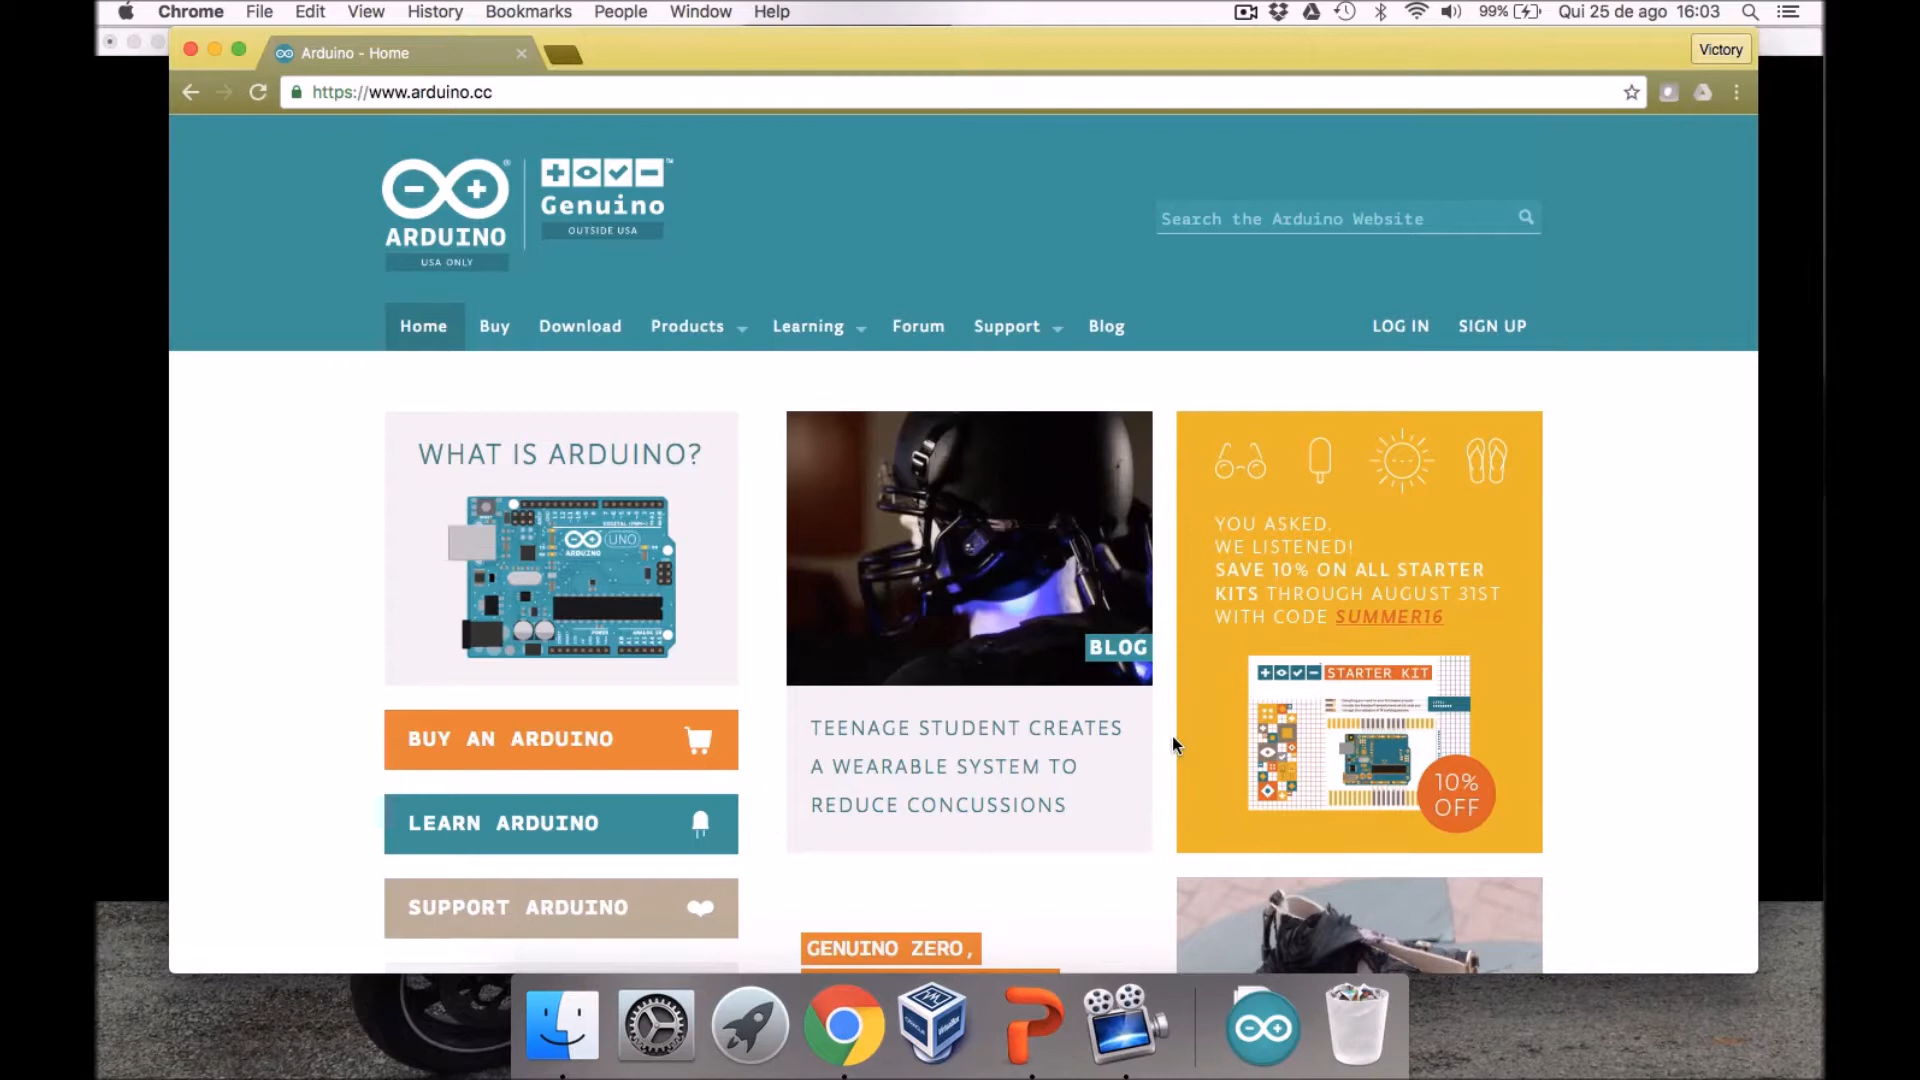 Chrome File Edit View History Bookmarks People Window Help
99% Qui 25 de ago 16:03
Arduino - Home
Victory
https://www.arduino.cc
ARDUINO
USA ONLY
Genuino
OUTSIDE USA
Search the Arduino Website
Home Buy Download Products Learning Forum Support Blog
LOG IN SIGN UP
WHAT IS ARDUINO?
UNO
ARDUINO
BUY AN ARDUINO
LEARN ARDUINO
SUPPORT ARDUINO
BLOG
TEENAGE STUDENT CREATES
A WEARABLE SYSTEM TO
REDUCE CONCUSSIONS
GENUINO ZERO,
YOU ASKED,
WE LISTENED!
SAVE 10% ON ALL STARTER
KITS THROUGH AUGUST 31ST
WITH CODE SUMMER16
STARTER KIT
10%
OFF